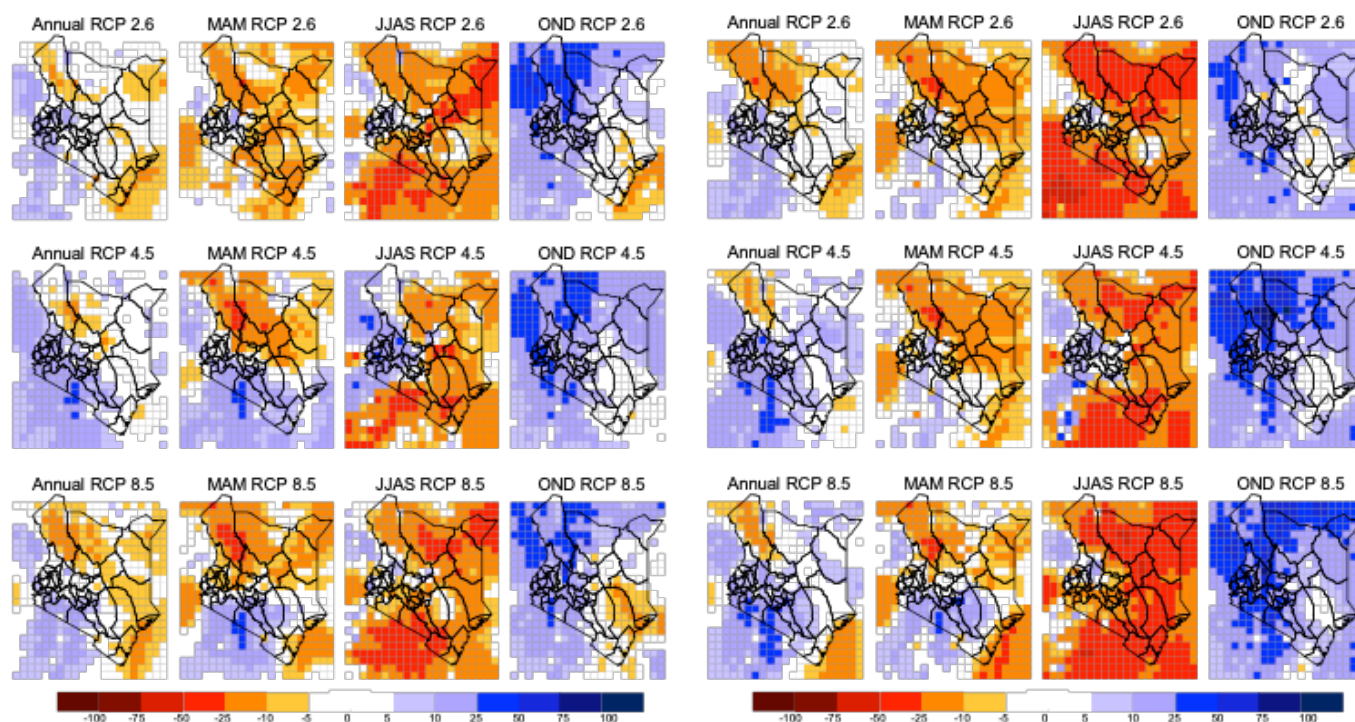 Annual RCP 2.6 MAM RCP 2.6 JJAS RCP 2.6 OND RCP 2.6 Annual RCP 2.6 MAM RCP 2.6 JJAS RCP 2.6 OND RCP 2.6
Annual RCP 4.5 MAM RCP 4.5 JJAS RCP 4.5 OND RCP 4.5 Annual RCP 4.5 MAM RCP 4.5 JJAS RCP 4.5 OND RCP 4.5
Annual RCP 8.5 MAM RCP 8.5 JJAS RCP 8.5 OND RCP 8.5 Annual RCP 8.5 MAM RCP 8.5 JJAS RCP 8.5 OND RCP 8.5
-100 -75 -50 -25 -10 -5 0 5 10 25 50 75 100 -100 -75 -50 -25 -10 -5 0 5 10 25 50 75 100